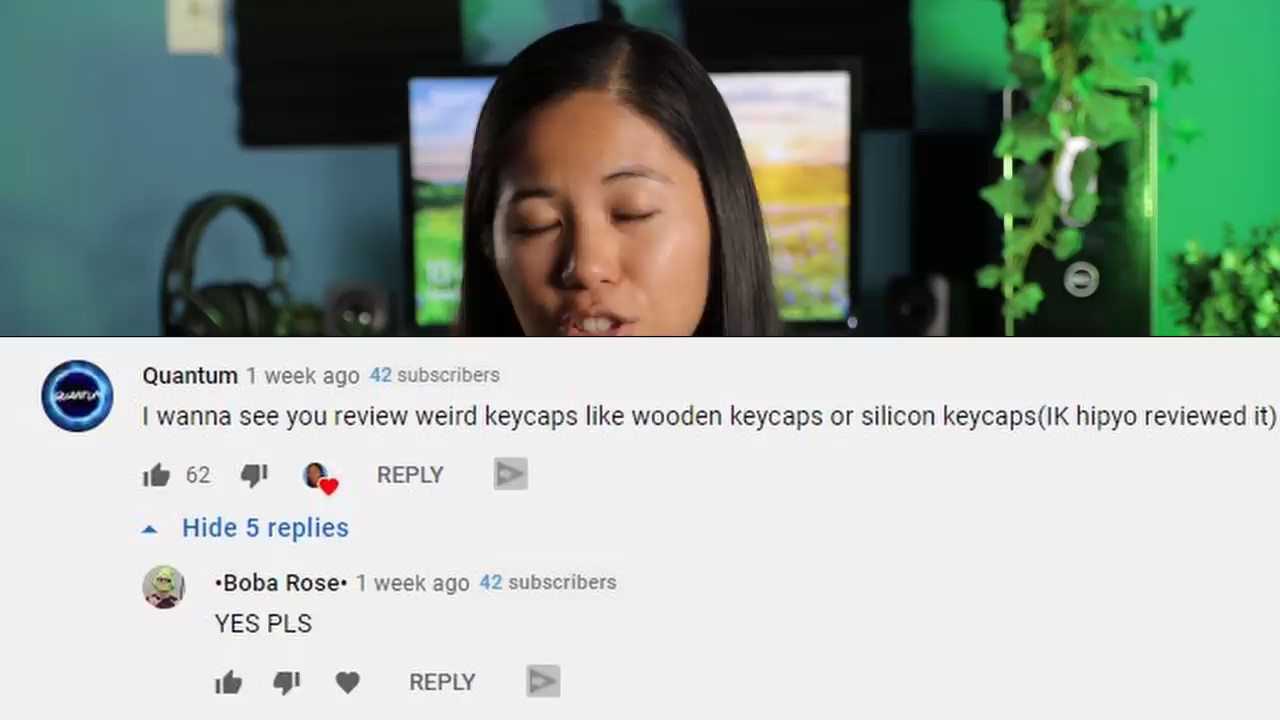 Quantum 1 week ago 42 subscribers
I wanna see you review weird keycaps like wooden keycaps or silicon keycaps(IK hipyo reviewed it)
62 REPLY
Hide 5 replies
•Boba Rose• 1 week ago 42 subscribers
YES PLS
REPLY